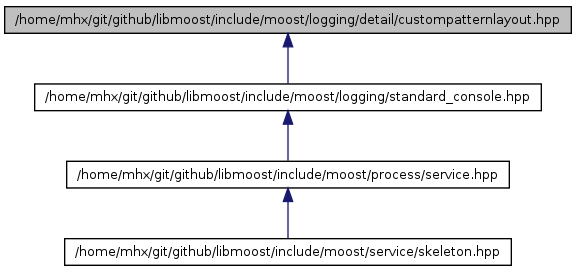 /home/mhx/git/github/libmoost/include/moost/logging/detail/custompatternlayout.hpp
/home/mhx/git/github/libmoost/include/moost/logging/standard_console.hpp
/home/mhx/git/github/libmoost/include/moost/process/service.hpp
/home/mhx/git/github/libmoost/include/moost/service/skeleton.hpp